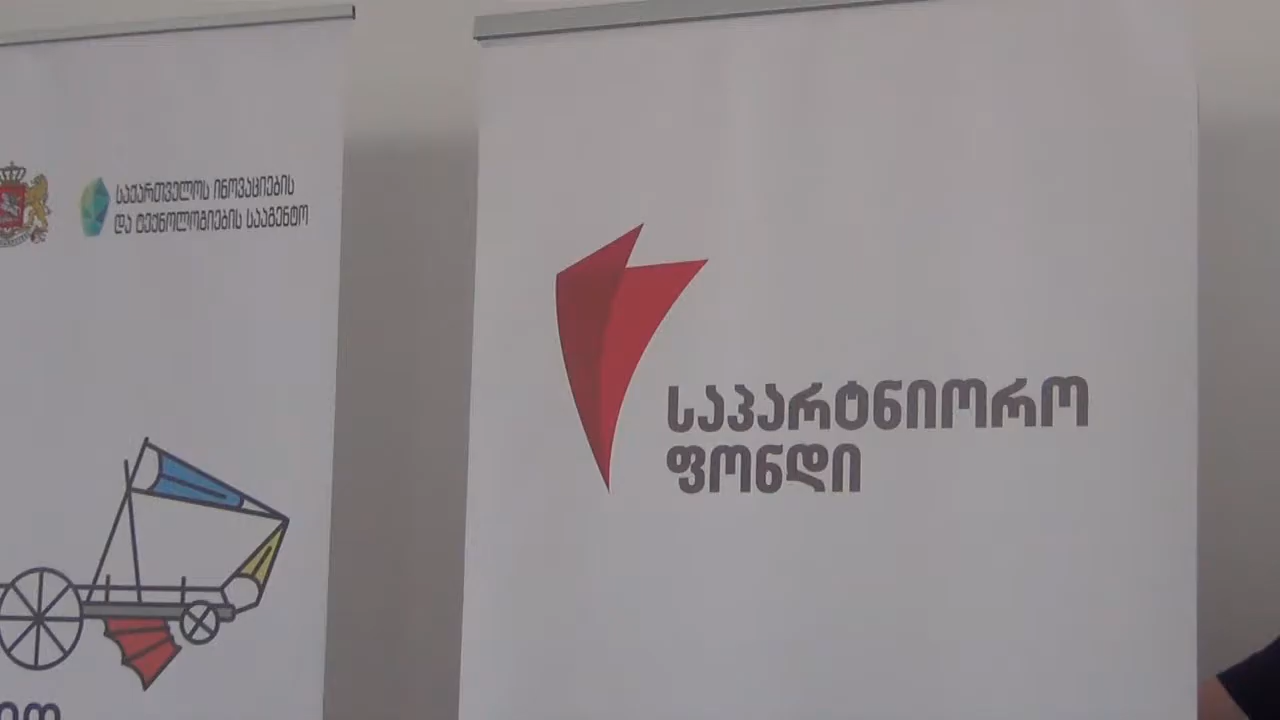 საქართველოს ინოვაციების
და ტექნოლოგიების სააგენტო
საპარტნიორო
ფონდი